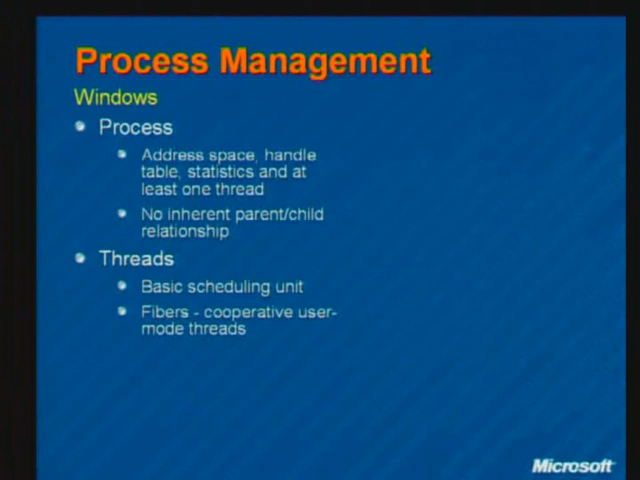 Process Management
Windows
Process
Address space, handle
table, statistics and at
least one thread
No inherent parent/child
relationship
Threads
Basic scheduling unit
Fibers - cooperative user-
mode threads
Microsoft